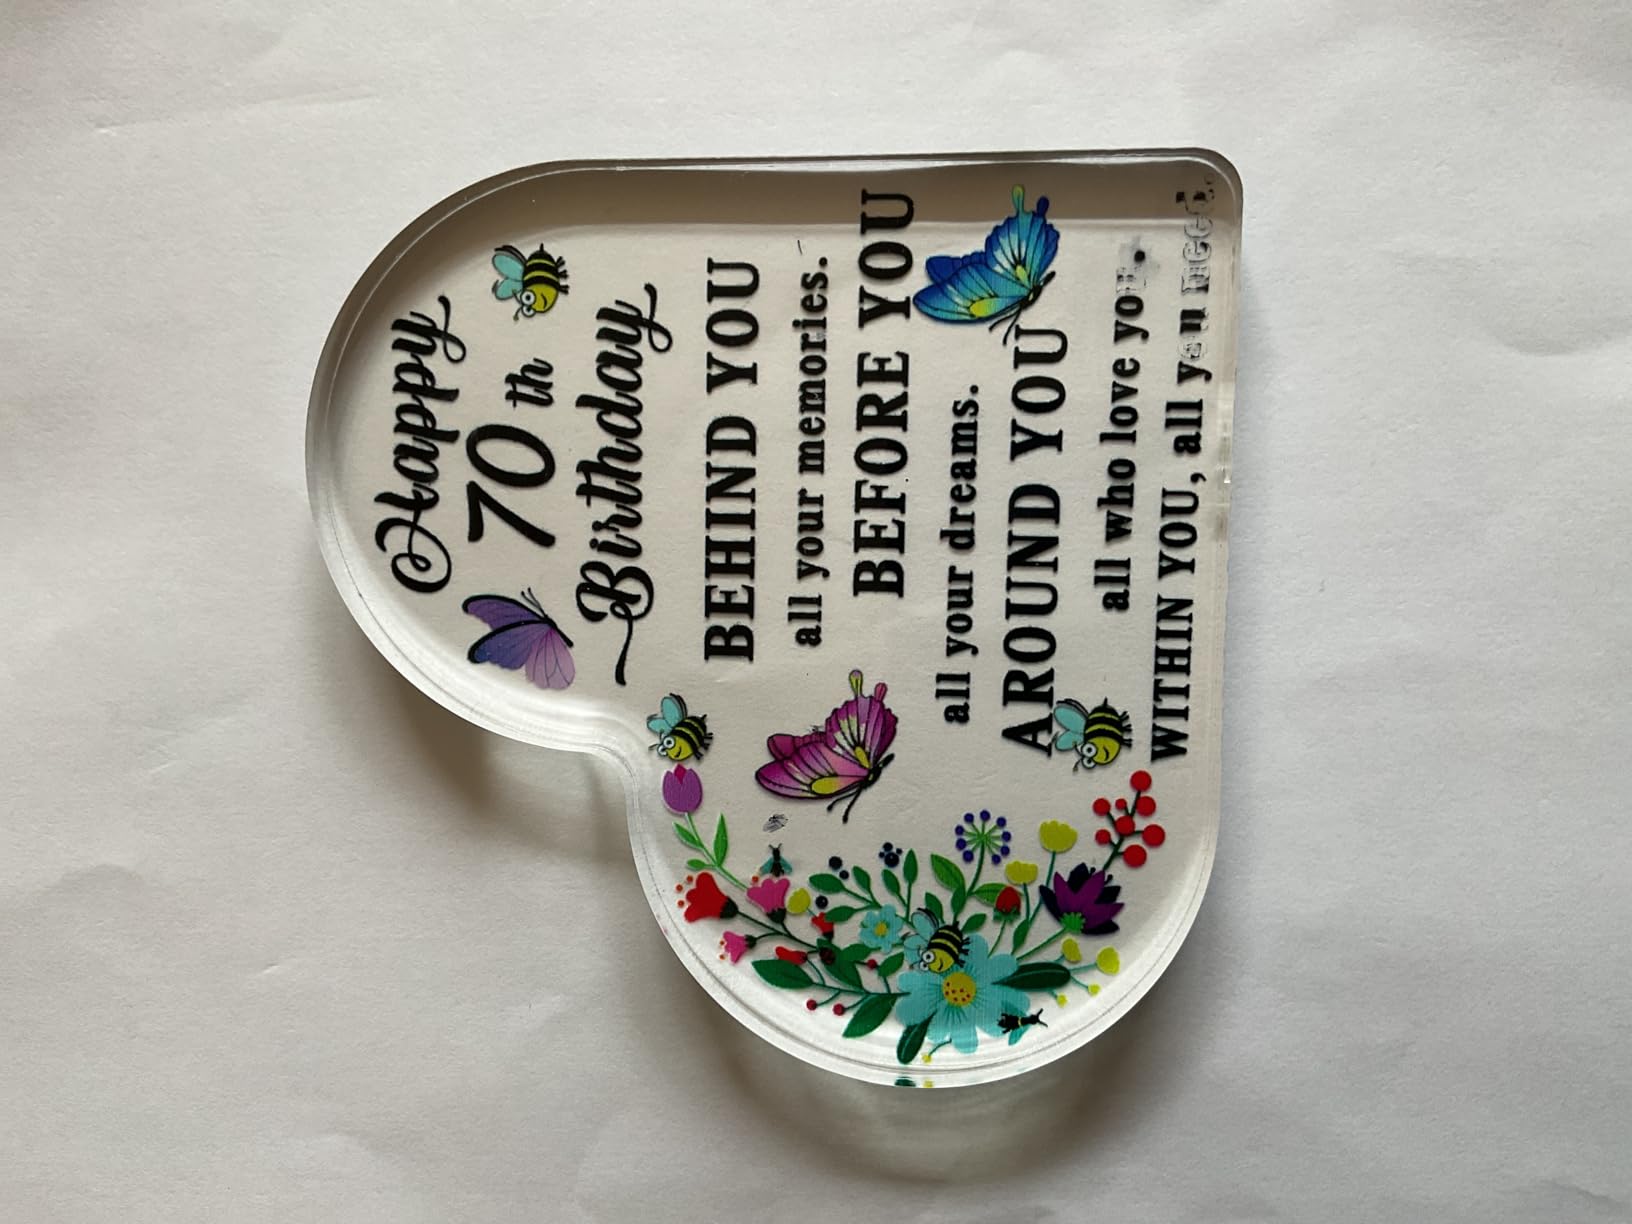 Happy
70 th
Birthday
BEHIND YOU
all your memories.
BEFORE YOU
all your dreams.
AROUND YOU
all who love you.
WITHIN YOU, all you need.